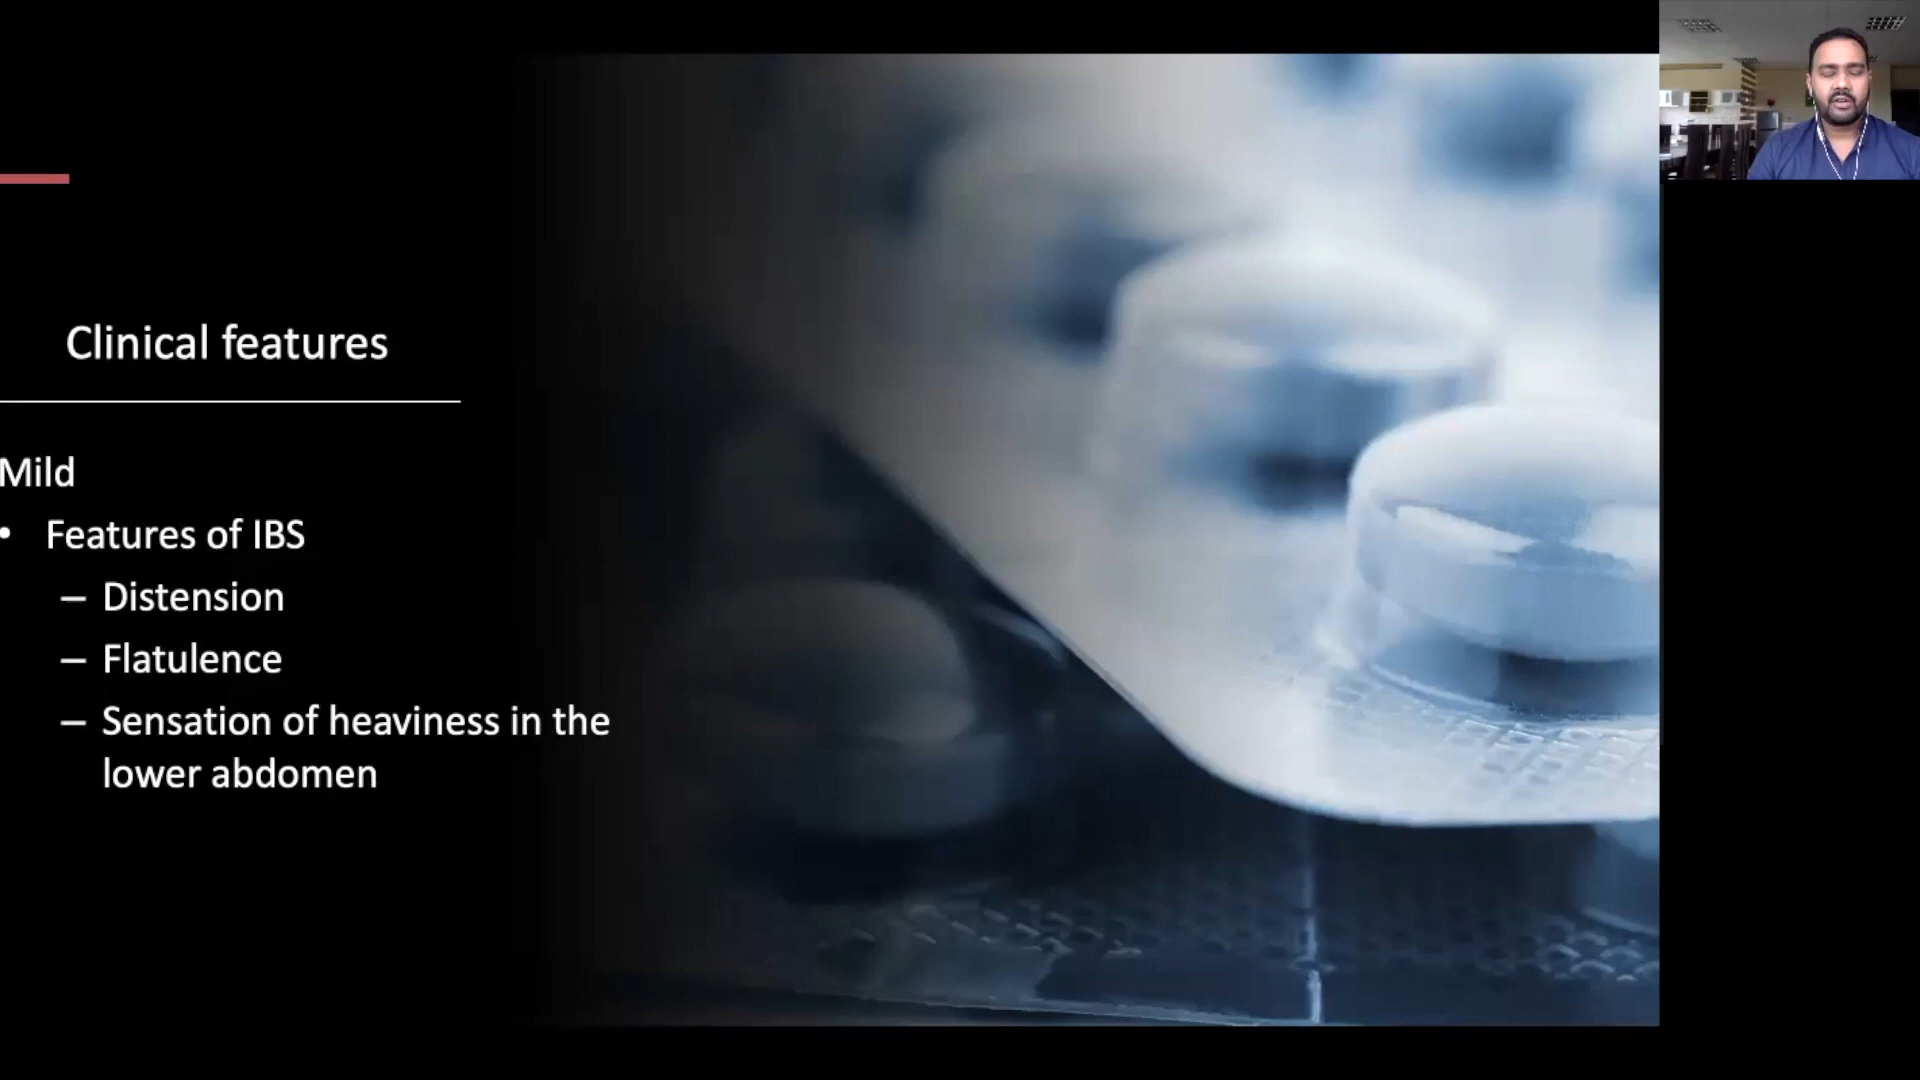 Clinical features
Mild
• Features of IBS
– Distension
– Flatulence
– Sensation of heaviness in the
lower abdomen